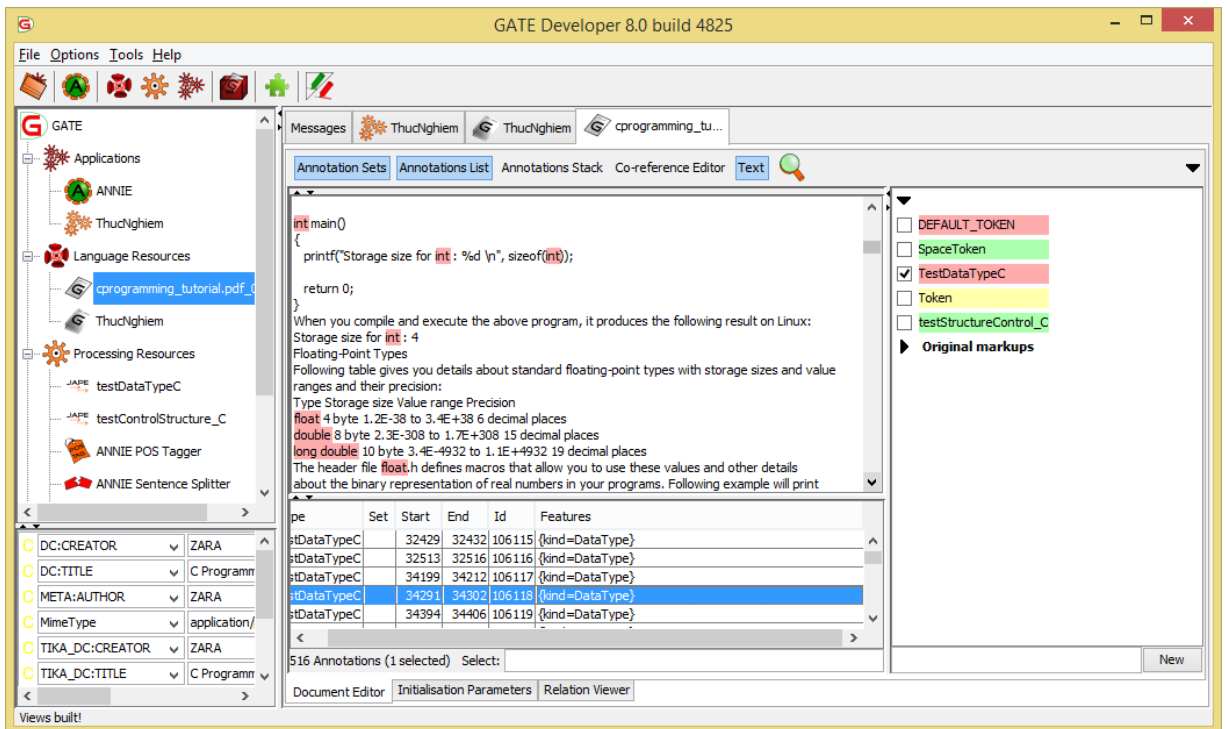 GATE Developer 8.0 build 4825
File Options Tools Help
GATE
Applications
ANNIE
ThucNghiem
Language Resources
cprogramming_tutorial.pdf_
ThucNghiem
Processing Resources
testDataTypeC
testControlStructure_C
ANNIE POS Tagger
ANNIE Sentence Splitter
C DC:CREATOR ZARA
C DC:TITLE C Programm
C META:AUTHOR ZARA
C MimeType application/
C TIKA_DC:CREATOR ZARA
C TIKA_DC:TITLE C Programm
Messages ThucNghiem ThucNghiem cprogramming_tu...
Annotation Sets Annotations List Annotations Stack Co-reference Editor Text
int main()
{
printf("Storage size for int : %d \n", sizeof(int));
return 0;
}
When you compile and execute the above program, it produces the following result on Linux:
Storage size for int : 4
Floating-Point Types
Following table gives you details about standard floating-point types with storage sizes and value
ranges and their precision:
Type Storage size Value range Precision
float 4 byte 1.2E-38 to 3.4E+38 6 decimal places
double 8 byte 2.3E-308 to 1.7E+308 15 decimal places
long double 10 byte 3.4E-4932 to 1.1E+4932 19 decimal places
The header file float.h defines macros that allow you to use these values and other details
about the binary representation of real numbers in your programs. Following example will print
DEFAULT_TOKEN
SpaceToken
TestDataTypeC
Token
testStructureControl_C
Original markups
pe Set Start End Id Features
stDataTypeC 32429 32432 106115 {kind=DataType}
stDataTypeC 32513 32516 106116 {kind=DataType}
stDataTypeC 34199 34212 106117 {kind=DataType}
stDataTypeC 34291 34302 106118 {kind=DataType}
stDataTypeC 34394 34406 106119 {kind=DataType}
516 Annotations (1 selected) Select:
New
Document Editor Initialisation Parameters Relation Viewer
Views built!